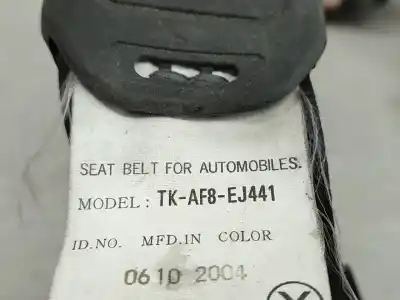 SEAT BELT FOR AUTOMOBILES.
MODEL : TK-AF8-EJ441
ID.NO. MFD.IN COLOR
0610 2004